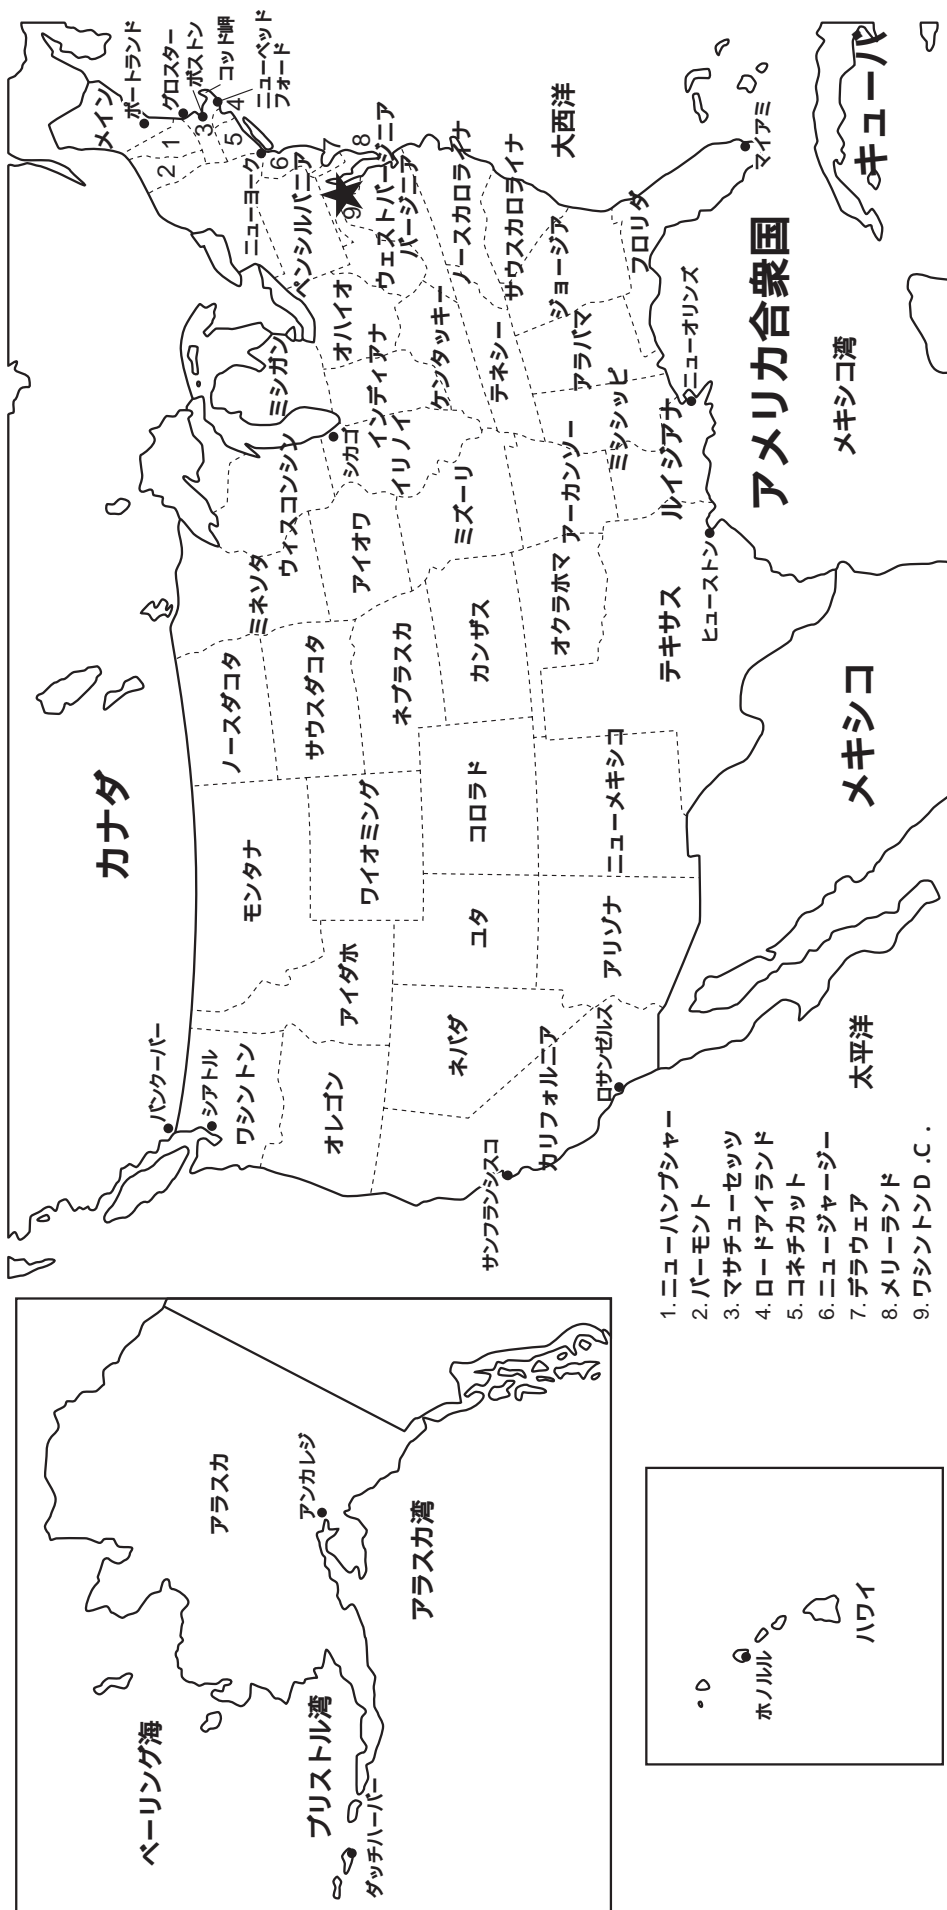 カナダ
バンクーバー
シアトル
ワシントン
オレゴン
アイダホ
モンタナ
ノースダコタ
サウスダコタ
ミネソタ
ウィスコンシン
ミシガン
ワイオミング
ネブラスカ
アイオワ
シカゴ
イリノイ
インディアナ
オハイオ
ペンシルバニア
ニューヨーク
メイン
ポートランド
グロスター
ボストン
コッド岬
ニューベッド
フォード
1
2
3
4
5
6
7
8
9
ウェストバージニア
バージニア
ケンタッキー
ノースカロライナ
サウスカロライナ
テネシー
ジョージア
アラバマ
フロリダ
マイアミ
ミシシッピ
ルイジアナ
ニューオリンズ
アーカンソー
ミズーリ
カンザス
オクラホマ
テキサス
ヒューストン
コロラド
ニューメキシコ
ユタ
アリゾナ
ネバダ
カリフォルニア
サンフランシスコ
ロサンゼルス
大西洋
アメリカ合衆国
メキシコ湾
キューバ
メキシコ
太平洋
1. ニューハンプシャー
2. バーモント
3. マサチューセッツ
4. ロードアイランド
5. コネチカット
6. ニュージャージー
7. デラウェア
8. メリーランド
9. ワシントンD.C.
アラスカ
アンカレジ
アラスカ湾
ベーリング海
ブリストル湾
ダッチハーバー
ホノルル
ハワイ